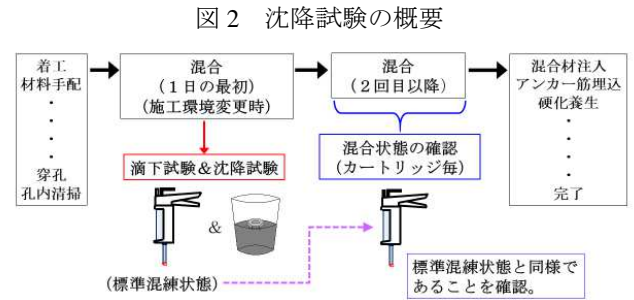 図2 沈降試験の概要
着工
材料手配
・
・
・
・
穿孔
孔内清掃
混合
(1日の最初)
(施工環境変更時)
混合
(2回目以降)
混合材注入
アンカー筋埋込
硬化養生
・
・
・
・
完了
滴下試験&沈降試験
混合状態の確認
(カートリッジ毎)
&
(標準混練状態)
標準混練状態と同様で
あることを確認。